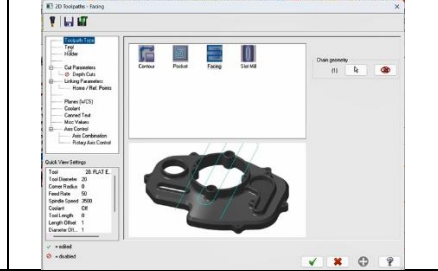 2D Toolpaths - Facing
Toolpath Type
Tool
Holder
Cut Parameters
Depth Cuts
Linking Parameters
Home / Ref. Points
Planes (WCS)
Coolant
Canned Text
Misc Values
Axis Control
Axis Combination
Rotary Axis Control
Contour
Pocket
Facing
Slot Mill
Chain geometry
(1)
Quick View Settings
Tool 20. FLAT E...
Tool Diameter 20
Corner Radius 0
Feed Rate 50
Spindle Speed 3500
Coolant Off
Tool Length 0
Length Offset 1
Diameter Off... 1
= edited
= disabled